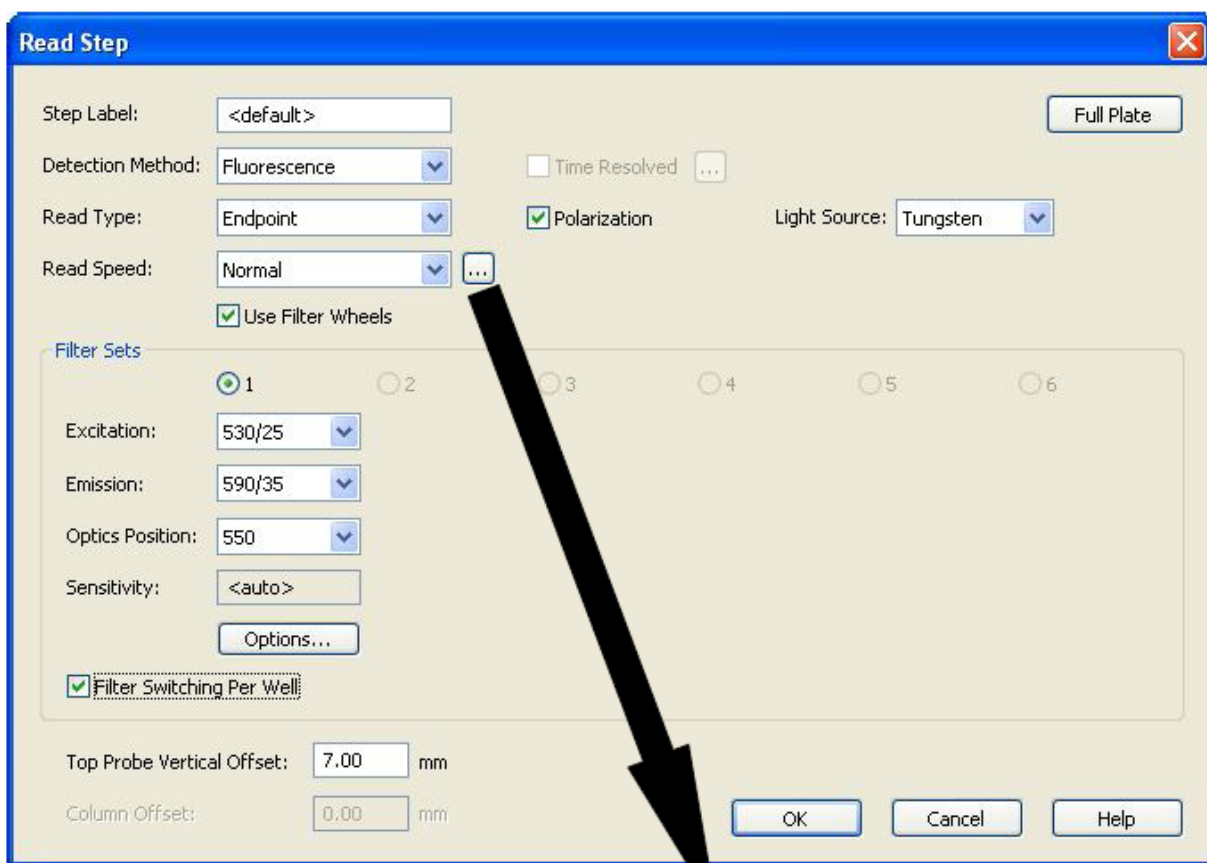 Read Step
Step Label: <default> Full Plate
Detection Method: Fluorescence Time Resolved ...
Read Type: Endpoint Polarization Light Source: Tungsten
Read Speed: Normal ...
Use Filter Wheels
Filter Sets
1 2 3 4 5 6
Excitation: 530/25
Emission: 590/35
Optics Position: 550
Sensitivity: <auto>
Options...
Filter Switching Per Well
Top Probe Vertical Offset: 7.00 mm
Column Offset: 0.00 mm
OK Cancel Help